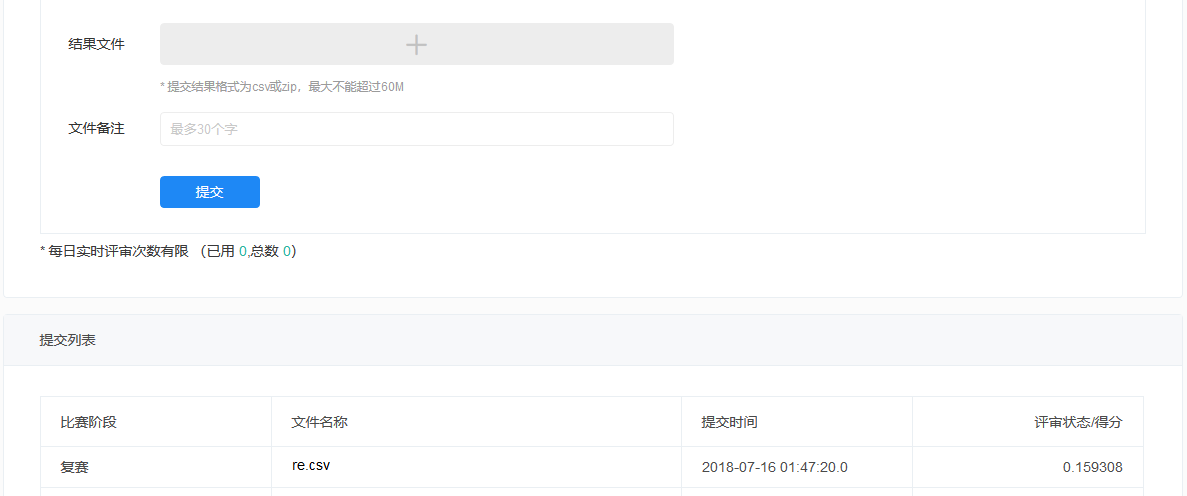 结果文件
* 提交结果格式为csv或zip，最大不能超过60M
文件备注
最多30个字
提交
* 每日实时评审次数有限 （已用 0,总数 0）
提交列表
比赛阶段 文件名称 提交时间 评审状态/得分
复赛 re.csv 2018-07-16 01:47:20.0 0.159308